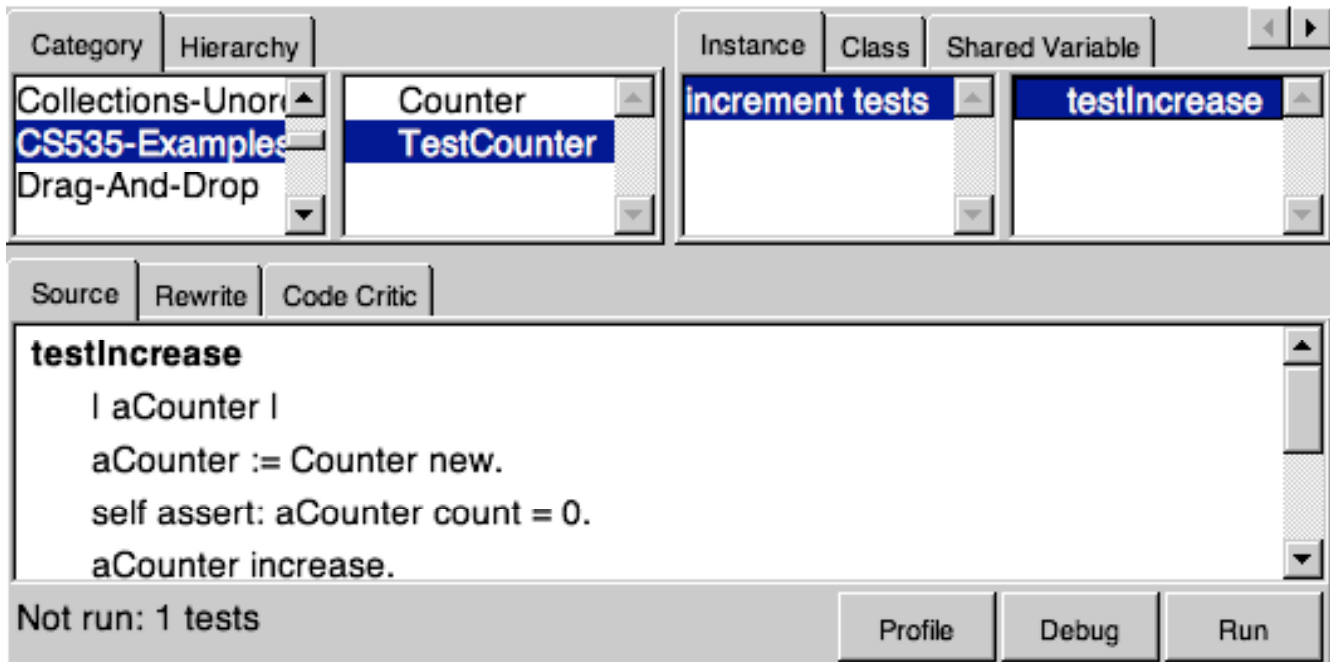 Category Hierarchy
Instance Class Shared Variable
Collections-Unor
CS535-Examples
Drag-And-Drop
Counter
TestCounter
increment tests
testIncrease
Source Rewrite Code Critic
testIncrease
| aCounter |
aCounter := Counter new.
self assert: aCounter count = 0.
aCounter increase.
Not run: 1 tests
Profile Debug Run